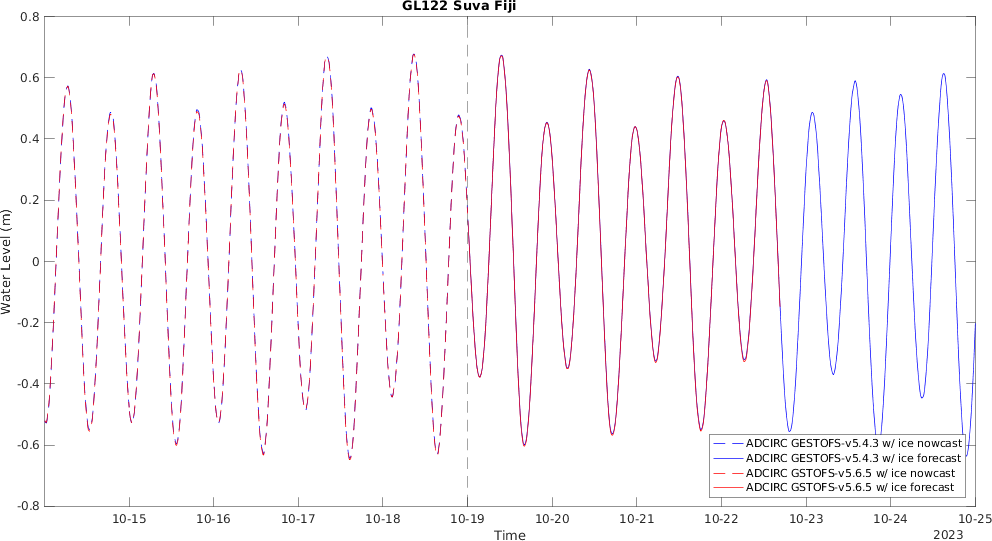 GL122 Suva Fiji
0.8
0.6
0.4
0.2
0
-0.2
-0.4
-0.6
-0.8
Water Level (m)
ADCIRC GESTOFS-v5.4.3 w/ ice nowcast
ADCIRC GESTOFS-v5.4.3 w/ ice forecast
ADCIRC GSTOFS-v5.6.5 w/ ice nowcast
ADCIRC GSTOFS-v5.6.5 w/ ice forecast
10-15 10-16 10-17 10-18 10-19 10-20 10-21 10-22 10-23 10-24 10-25
Time
2023